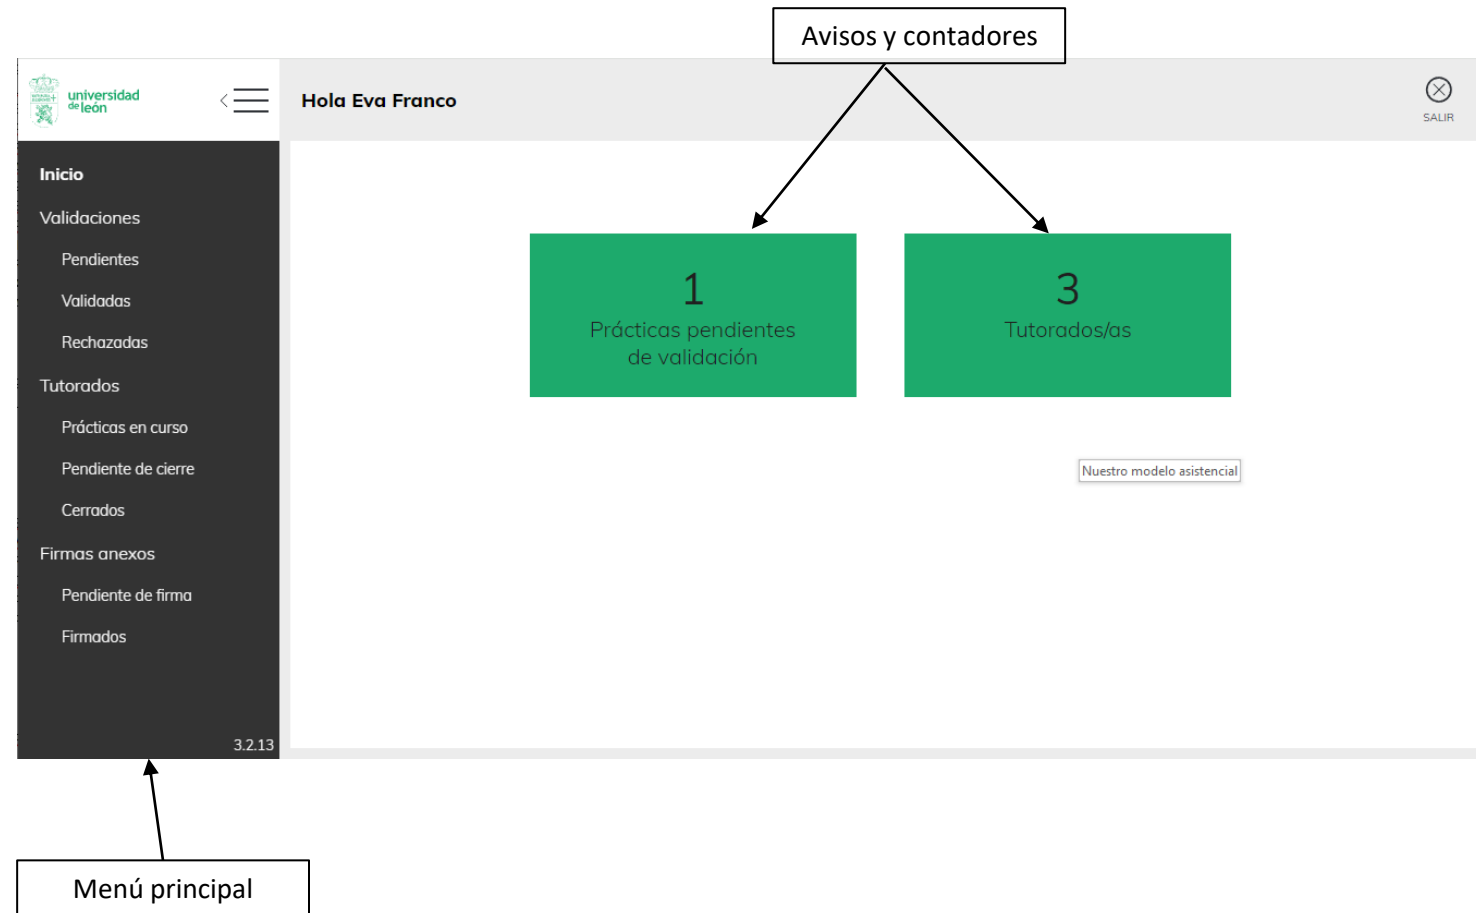 Avisos y contadores
universidad
de león
Hola Eva Franco
SALIR
Inicio
Validaciones
Pendientes
Validadas
Rechazadas
Tutorados
Prácticas en curso
Pendiente de cierre
Cerrados
Firmas anexos
Pendiente de firma
Firmados
3.2.13
1
Prácticas pendientes
de validación
3
Tutorados/as
Nuestro modelo asistencial
Menú principal